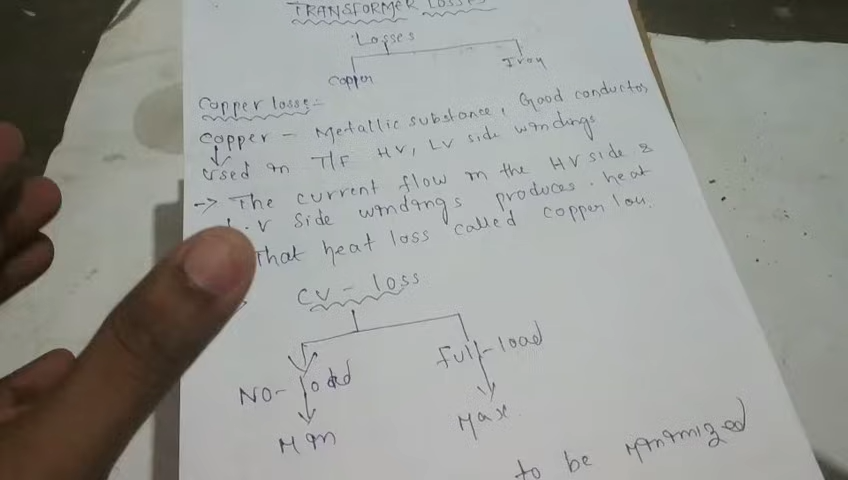 TRANSFORMER LOSSES
Losses
Copper
Iron
Copper losse:-
Copper - Metallic substance, Good conductor
Used in T/F HV, LV side windings
-> The current flow in the HV side &
L.V side windings produces heat
That heat loss called copper loss.
CU - loss
No-loded
Full-load
Min
Max.
to be minimized